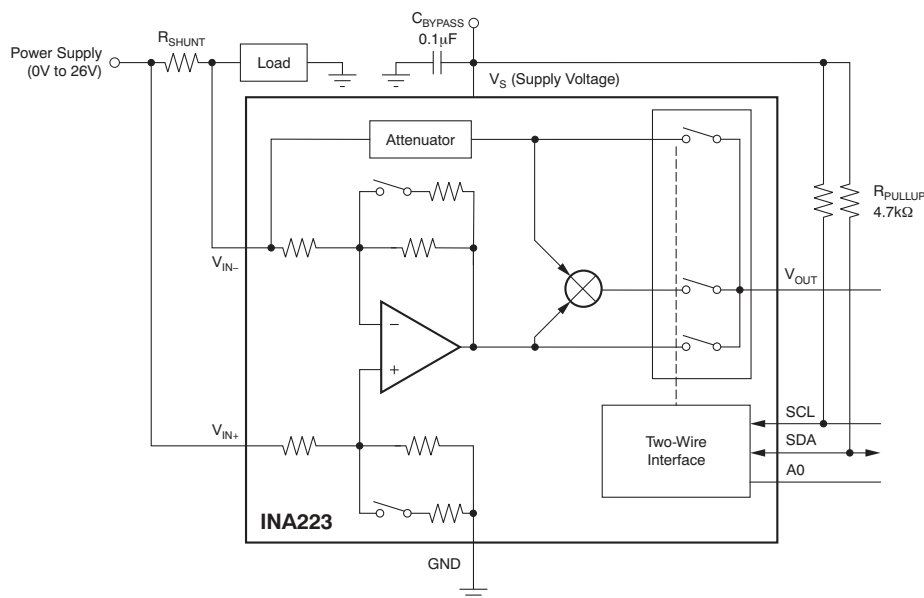 C_BYPASS
0.1µF
Power Supply
(0V to 26V)
R_SHUNT
Load
V_S (Supply Voltage)
Attenuator
R_PULLUP
4.7kΩ
V_IN−
V_OUT
−
+
SCL
V_IN+
Two-Wire
Interface
SDA
A0
INA223
GND